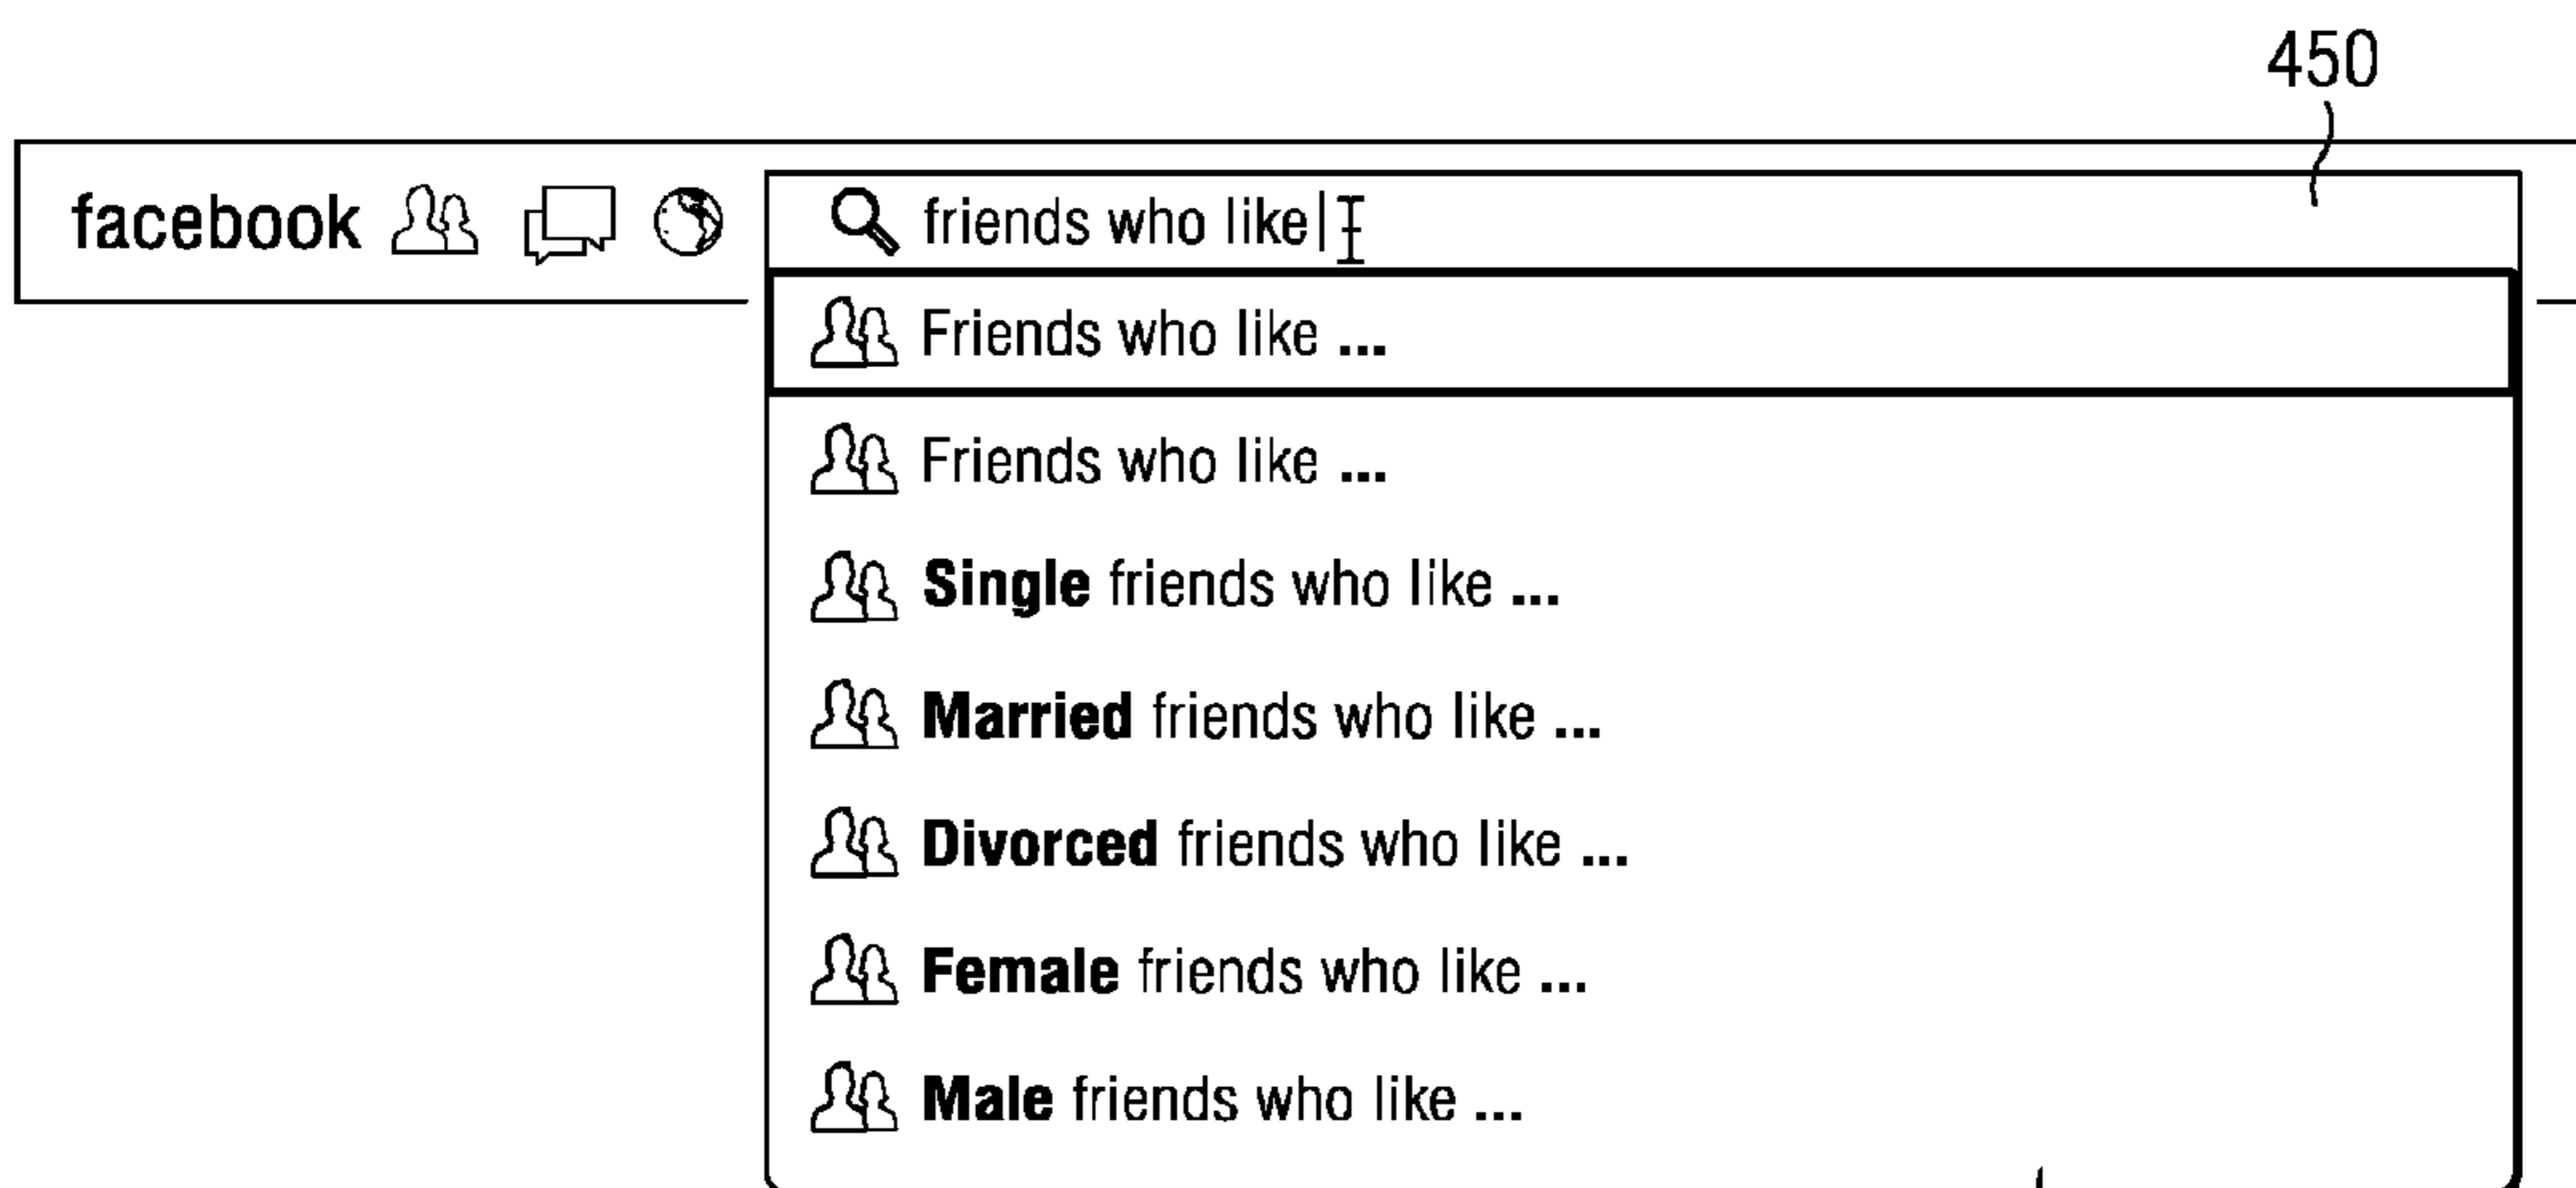 450
facebook friends who like
Friends who like ...
Friends who like ...
Single friends who like ...
Married friends who like ...
Divorced friends who like ...
Female friends who like ...
Male friends who like ...